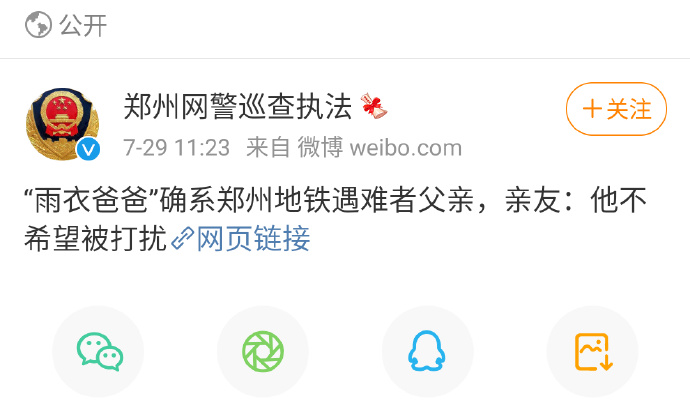 公开
郑州网警巡查执法
+关注
7-29 11:23 来自 微博 weibo.com
“雨衣爸爸”确系郑州地铁遇难者父亲，亲友：他不
希望被打扰网页链接